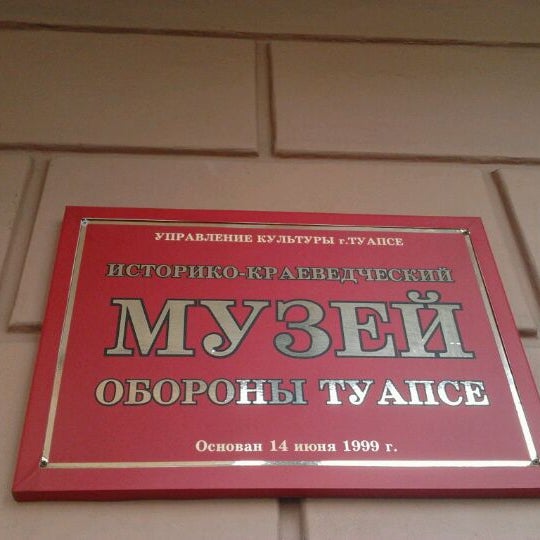 УПРАВЛЕНИЕ КУЛЬТУРЫ г.ТУАПСЕ
ИСТОРИКО-КРАЕВЕДЧЕСКИЙ
МУЗЕЙ
ОБОРОНЫ ТУАПСЕ
Основан 14 июня 1999 г.